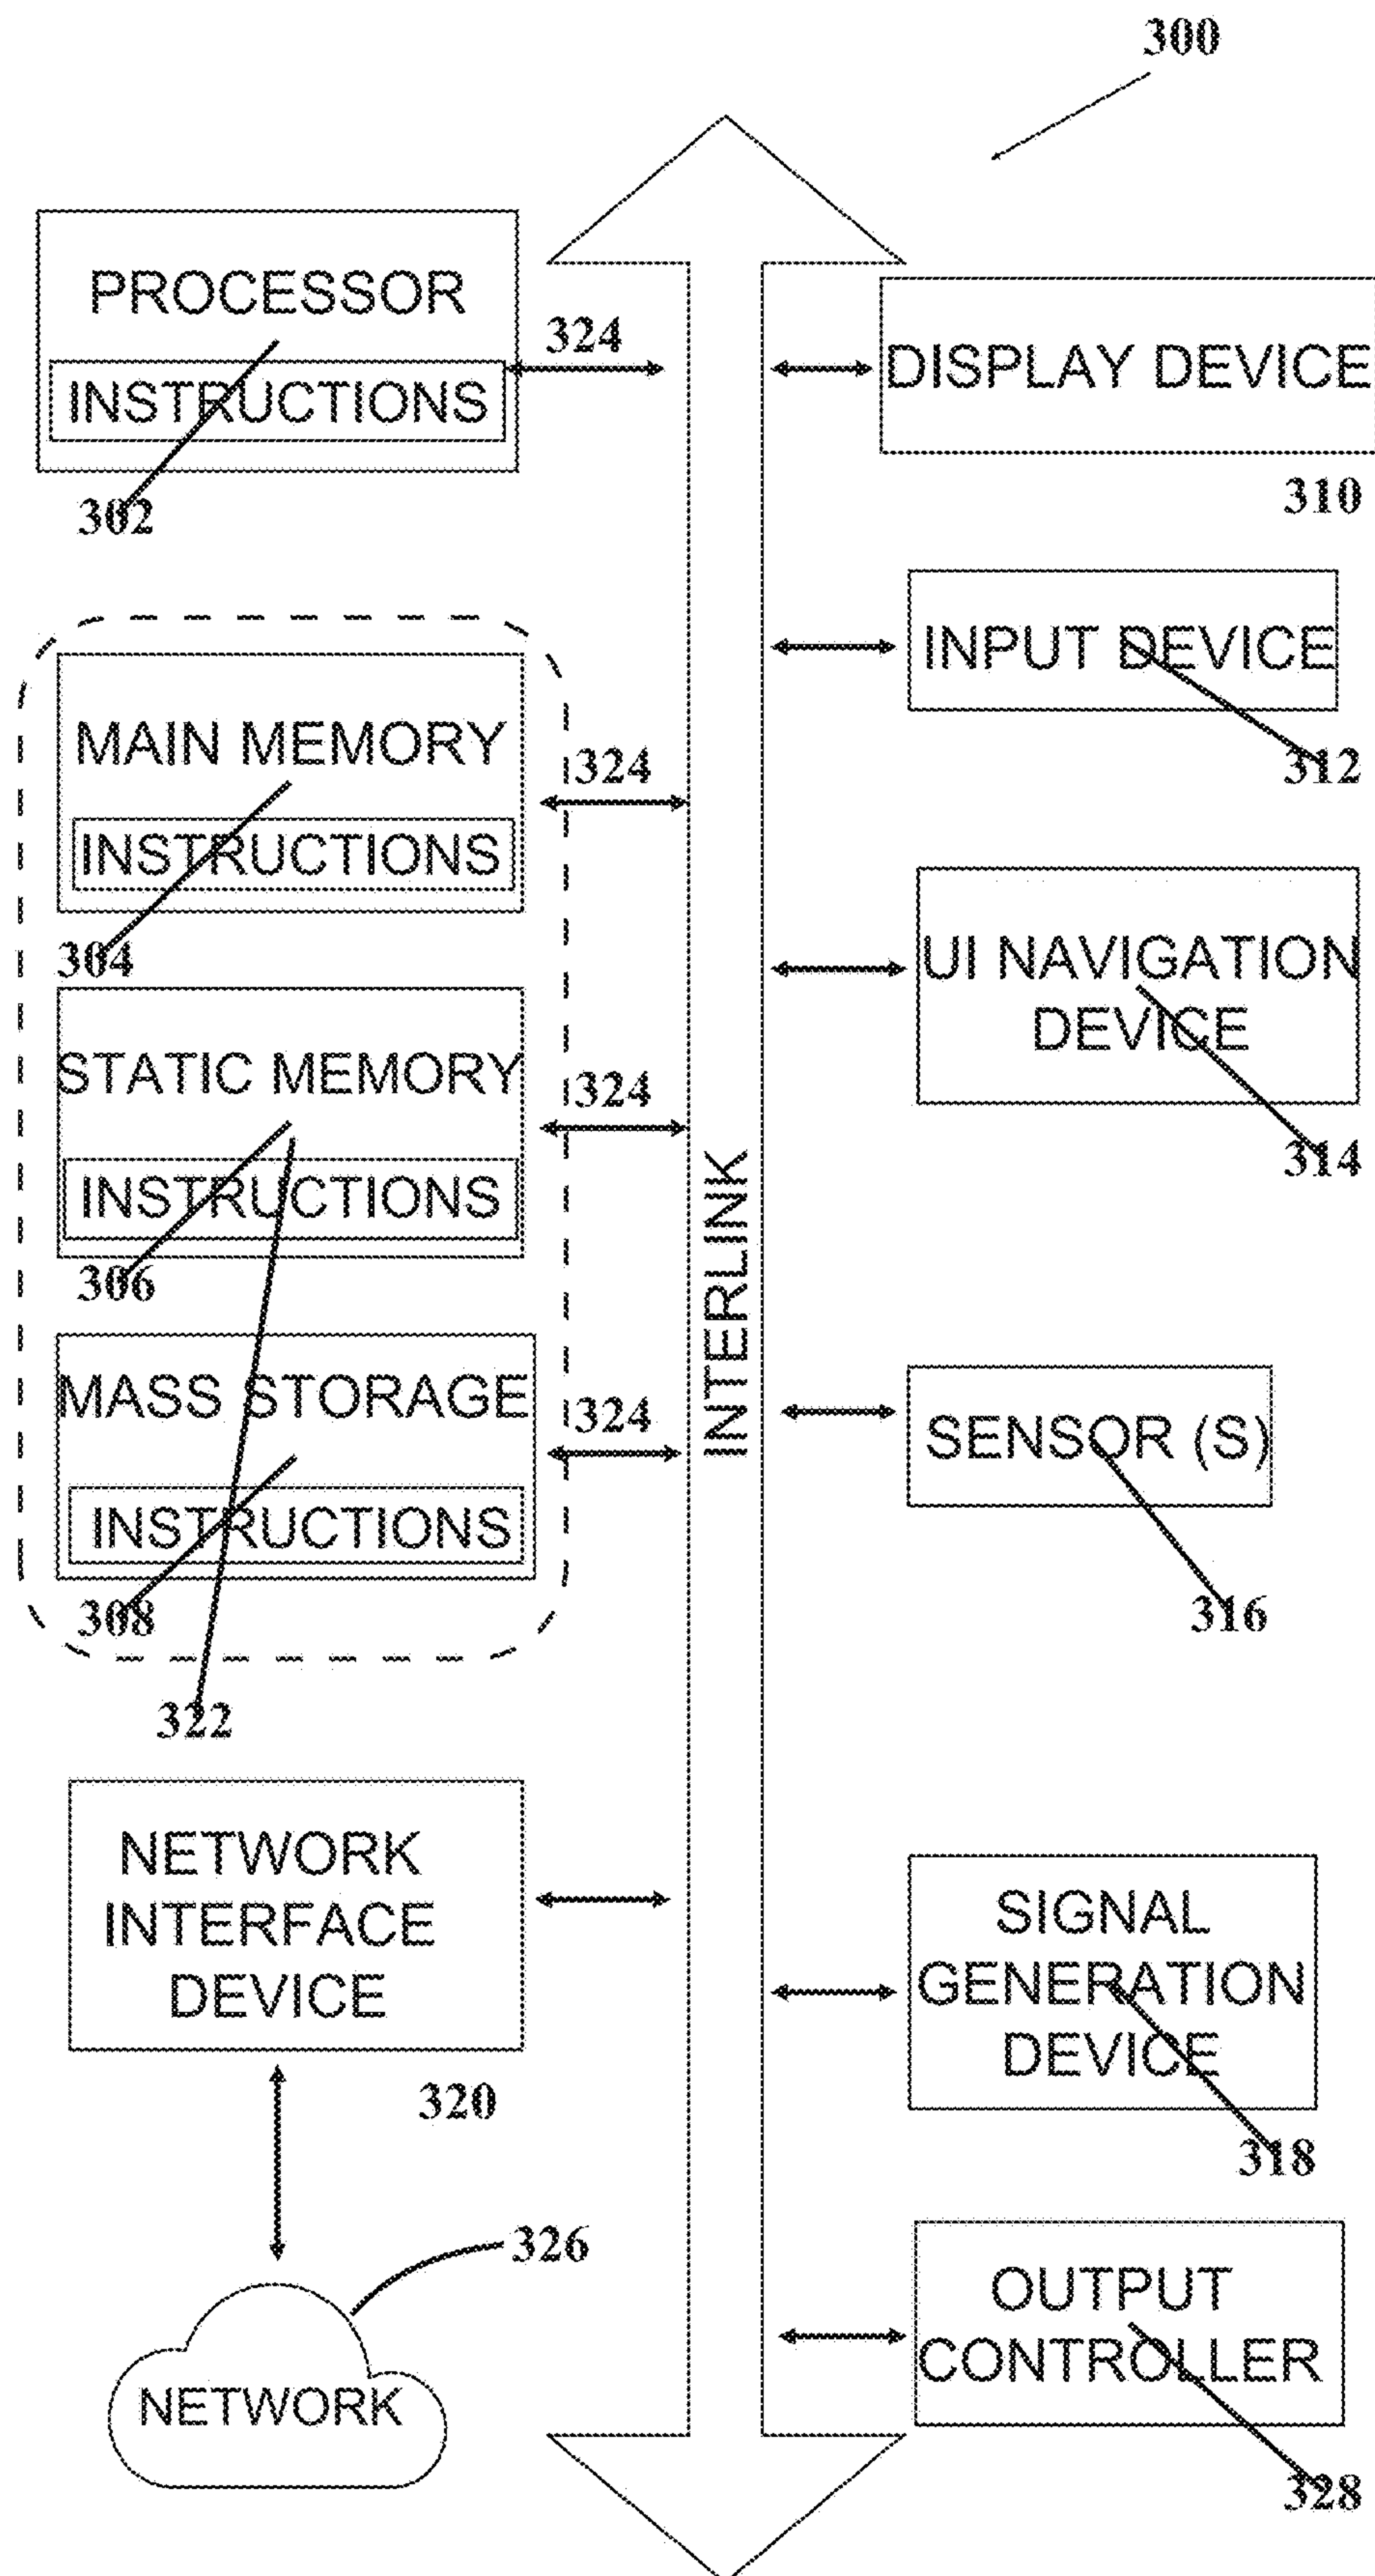 300
PROCESSOR
INSTRUCTIONS
302
324
MAIN MEMORY
INSTRUCTIONS
304
324
STATIC MEMORY
INSTRUCTIONS
306
324
MASS STORAGE
INSTRUCTIONS
308
324
322
NETWORK
INTERFACE
DEVICE
320
326
NETWORK
INTERLINK
DISPLAY DEVICE
310
INPUT DEVICE
312
UI NAVIGATION
DEVICE
314
SENSOR (S)
316
SIGNAL
GENERATION
DEVICE
318
OUTPUT
CONTROLLER
328